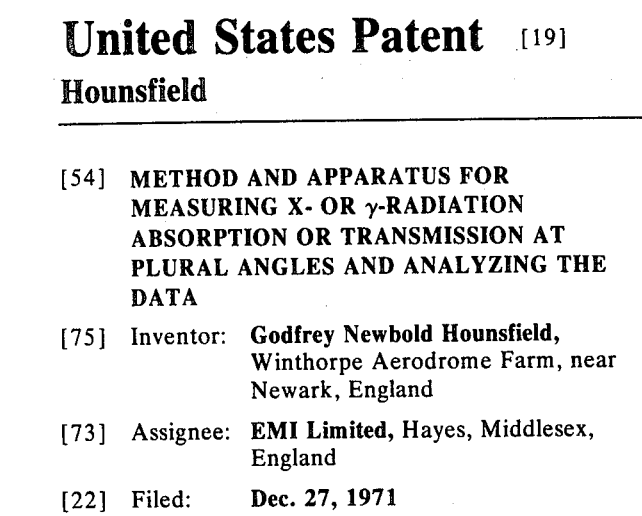 United States Patent [19]
Hounsfield
[54] METHOD AND APPARATUS FOR
MEASURING X- OR γ-RADIATION
ABSORPTION OR TRANSMISSION AT
PLURAL ANGLES AND ANALYZING THE
DATA
[75] Inventor: Godfrey Newbold Hounsfield,
Winthorpe Aerodrome Farm, near
Newark, England
[73] Assignee: EMI Limited, Hayes, Middlesex,
England
[22] Filed: Dec. 27, 1971